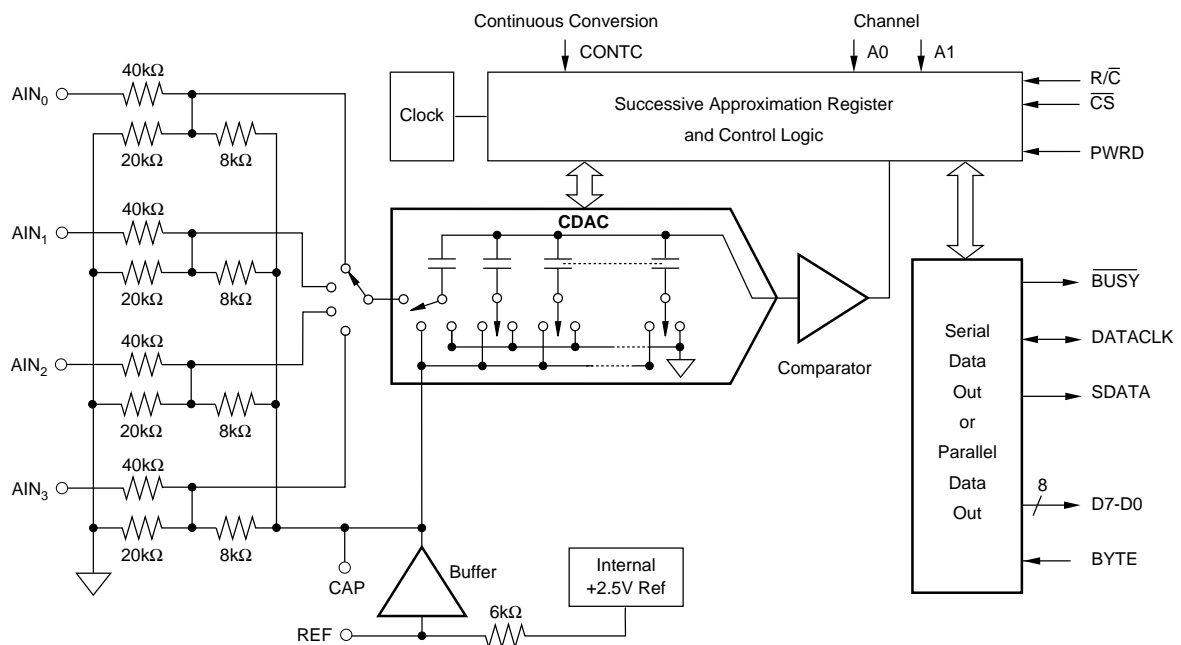 Continuous Conversion
Channel
CONTC
A0
A1
40kΩ
AIN0
R/C̅
C̅S̅
PWRD
Clock
Successive Approximation Register
and Control Logic
20kΩ
8kΩ
40kΩ
AIN1
20kΩ
8kΩ
CDAC
40kΩ
AIN2
20kΩ
8kΩ
Comparator
Serial
Data
Out
or
Parallel
Data
Out
B̅U̅S̅Y̅
DATACLK
SDATA
8
D7-D0
BYTE
40kΩ
AIN3
20kΩ
8kΩ
CAP
Buffer
Internal
+2.5V Ref
6kΩ
REF